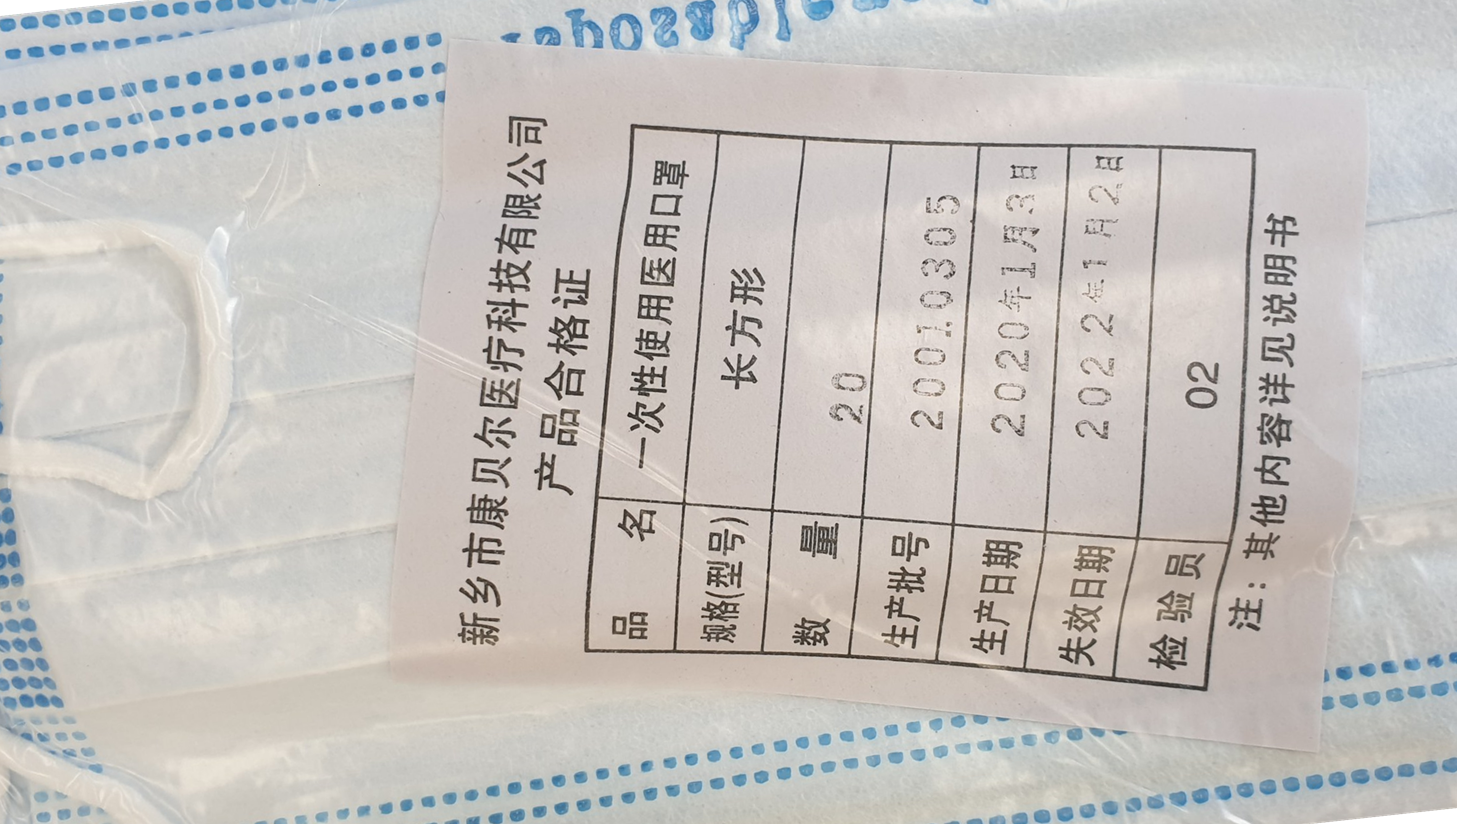 新乡市康贝尔医疗科技有限公司
产品合格证
品 名 一次性使用医用口罩
规格(型号) 长方形
数 量 20
生产批号 20010305
生产日期 2020年1月3日
失效日期 2022年1月2日
检验员 02
注：其他内容详见说明书